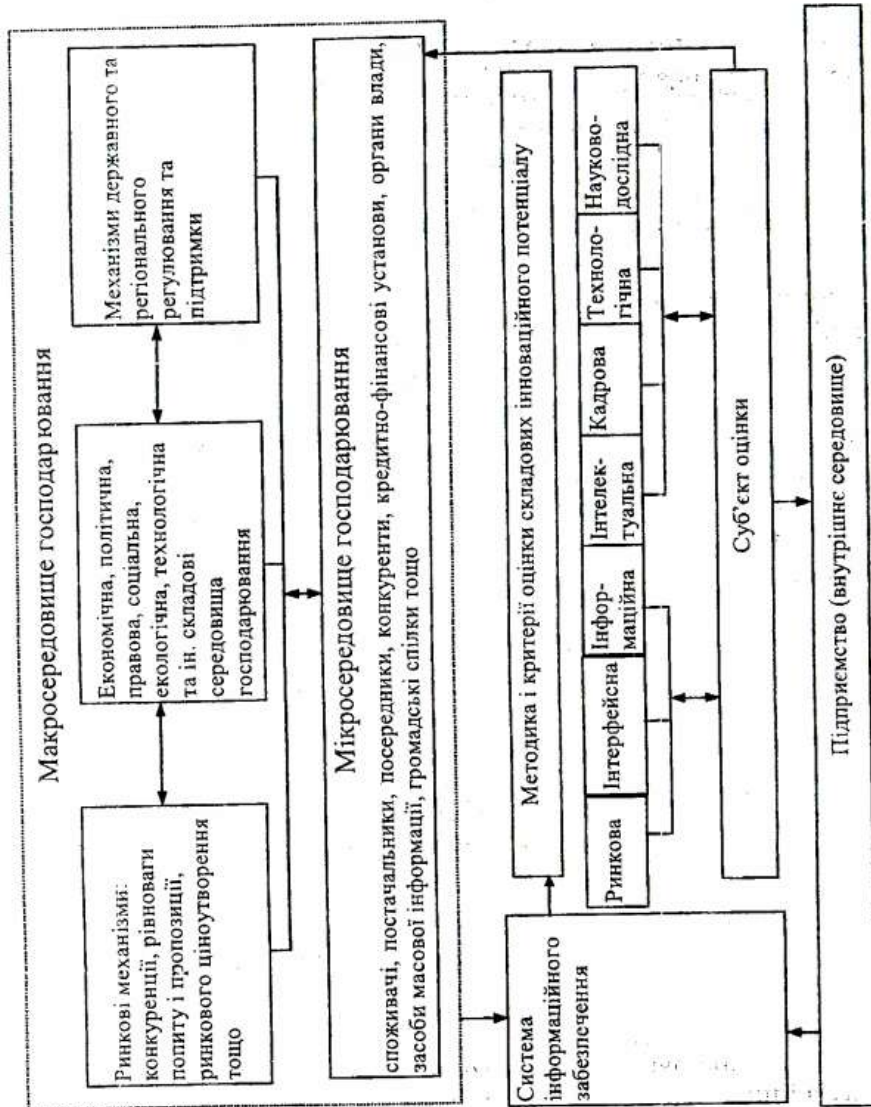 Макросередовище господарювання
Ринкові механізми:
конкуренції, рівноваги
попиту і пропозиції,
ринкового ціноутворення
тощо
Економічна, політична,
правова, соціальна,
екологічна, технологічна
та ін. складові
середовища
господарювання
Механізми державного та
регіонального
регулювання та
підтримки
Мікросередовище господарювання
споживачі, постачальники, посередники, конкуренти, кредитно-фінансові установи, органи влади,
засоби масової інформації, громадські спілки тощо
Система
інформаційного
забезпечення
Методика і критерії оцінки складових інноваційного потенціалу
Ринкова
Інтерфейсна
Інфор-
маційна
Інтелек-
туальна
Кадрова
Техноло-
гічна
Науково-
дослідна
Суб’єкт оцінки
Підприємство (внутрішнє середовище)